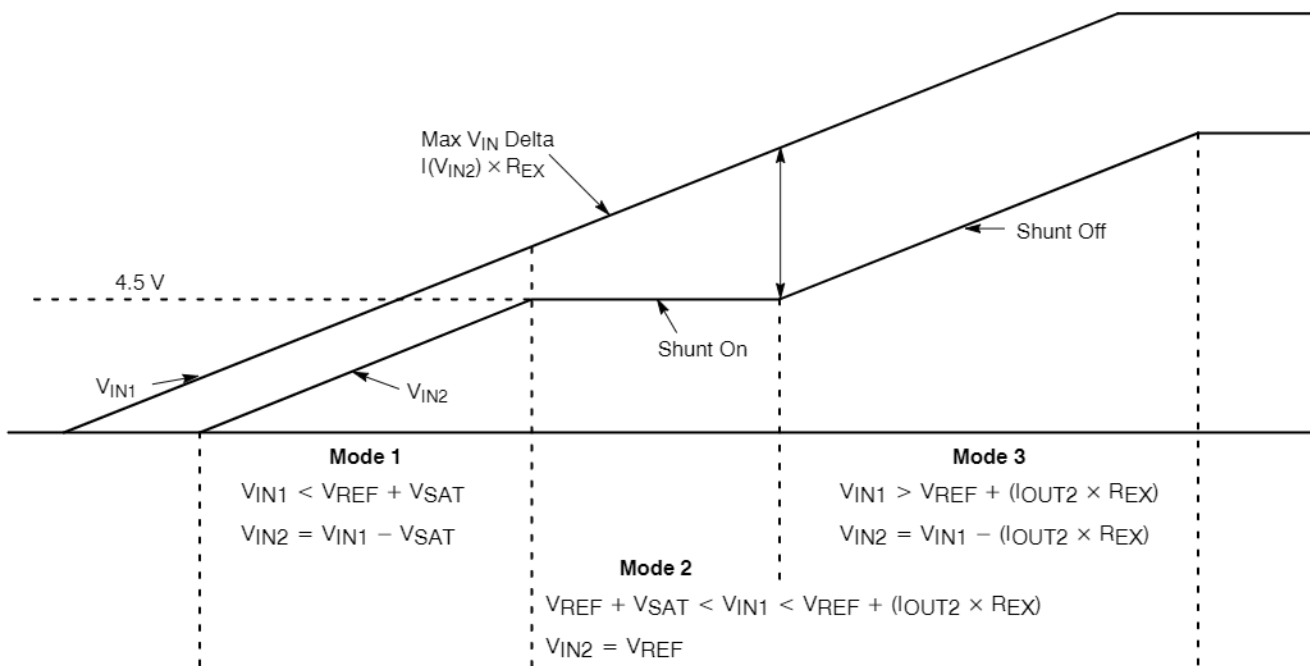 Max VIN Delta
I(VIN2) × REX
Shunt Off
4.5 V
Shunt On
VIN1
VIN2
Mode 1
VIN1 < VREF + VSAT
VIN2 = VIN1 − VSAT
Mode 3
VIN1 > VREF + (IOUT2 × REX)
VIN2 = VIN1 − (IOUT2 × REX)
Mode 2
VREF + VSAT < VIN1 < VREF + (IOUT2 × REX)
VIN2 = VREF